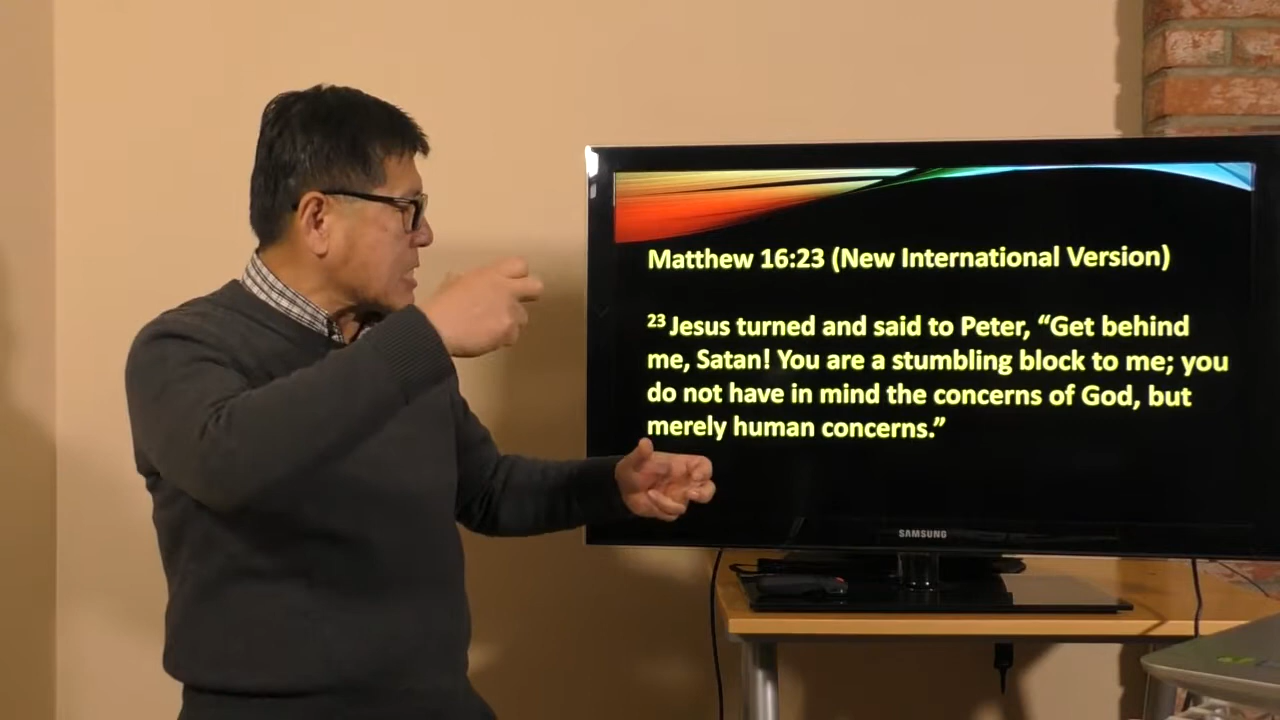 Matthew 16:23 (New International Version)
23 Jesus turned and said to Peter, “Get behind
me, Satan! You are a stumbling block to me; you
do not have in mind the concerns of God, but
merely human concerns.”
SAMSUNG